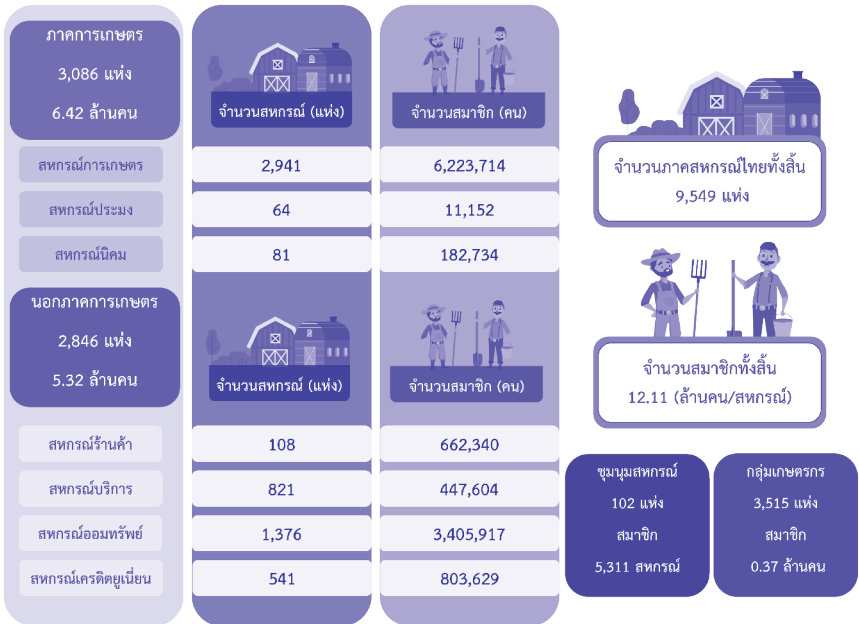 ภาคการเกษตร
3,086 แห่ง
6.42 ล้านคน
จำนวนสหกรณ์ (แห่ง)
จำนวนสมาชิก (คน)
สหกรณ์การเกษตร
2,941
6,223,714
สหกรณ์ประมง
64
11,152
สหกรณ์นิคม
81
182,734
นอกภาคการเกษตร
2,846 แห่ง
5.32 ล้านคน
จำนวนสหกรณ์ (แห่ง)
จำนวนสมาชิก (คน)
สหกรณ์ร้านค้า
108
662,340
สหกรณ์บริการ
821
447,604
สหกรณ์ออมทรัพย์
1,376
3,405,917
สหกรณ์เครดิตยูเนี่ยน
541
803,629
จำนวนภาคสหกรณ์ไทยทั้งสิ้น
9,549 แห่ง
จำนวนสมาชิกทั้งสิ้น
12.11 (ล้านคน/สหกรณ์)
ชุมนุมสหกรณ์
102 แห่ง
สมาชิก
5,311 สหกรณ์
กลุ่มเกษตรกร
3,515 แห่ง
สมาชิก
0.37 ล้านคน